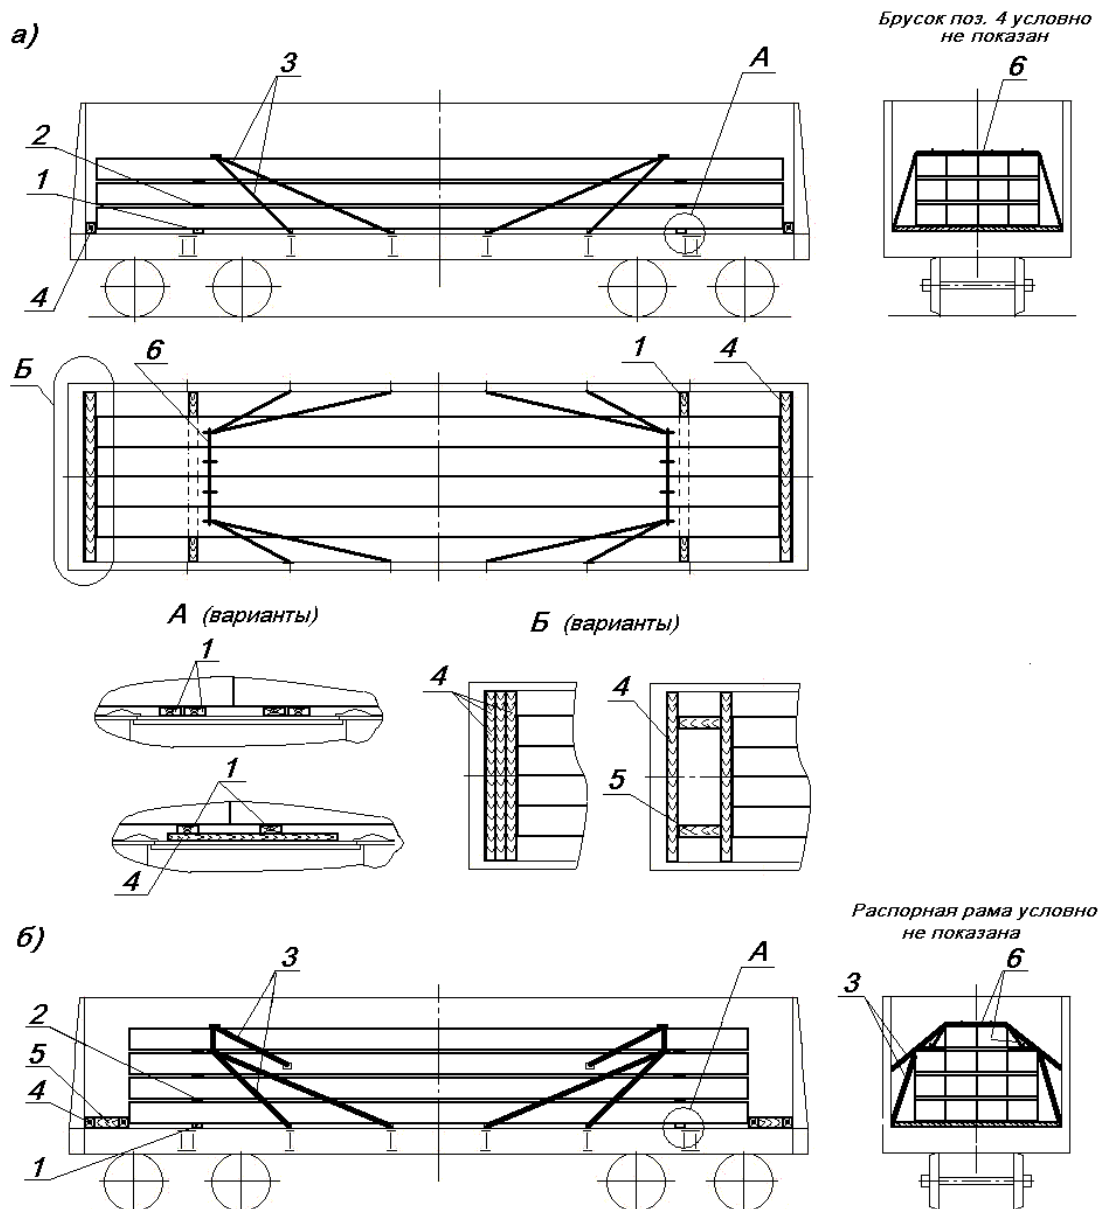 а)
Брусок поз. 4 условно
не показан
3
А
6
2
1
4
6
1
4
Б
А (варианты)
Б (варианты)
1
4
4
5
1
4
Распорная рама условно
не показана
б)
3
А
6
3
2
5
4
1